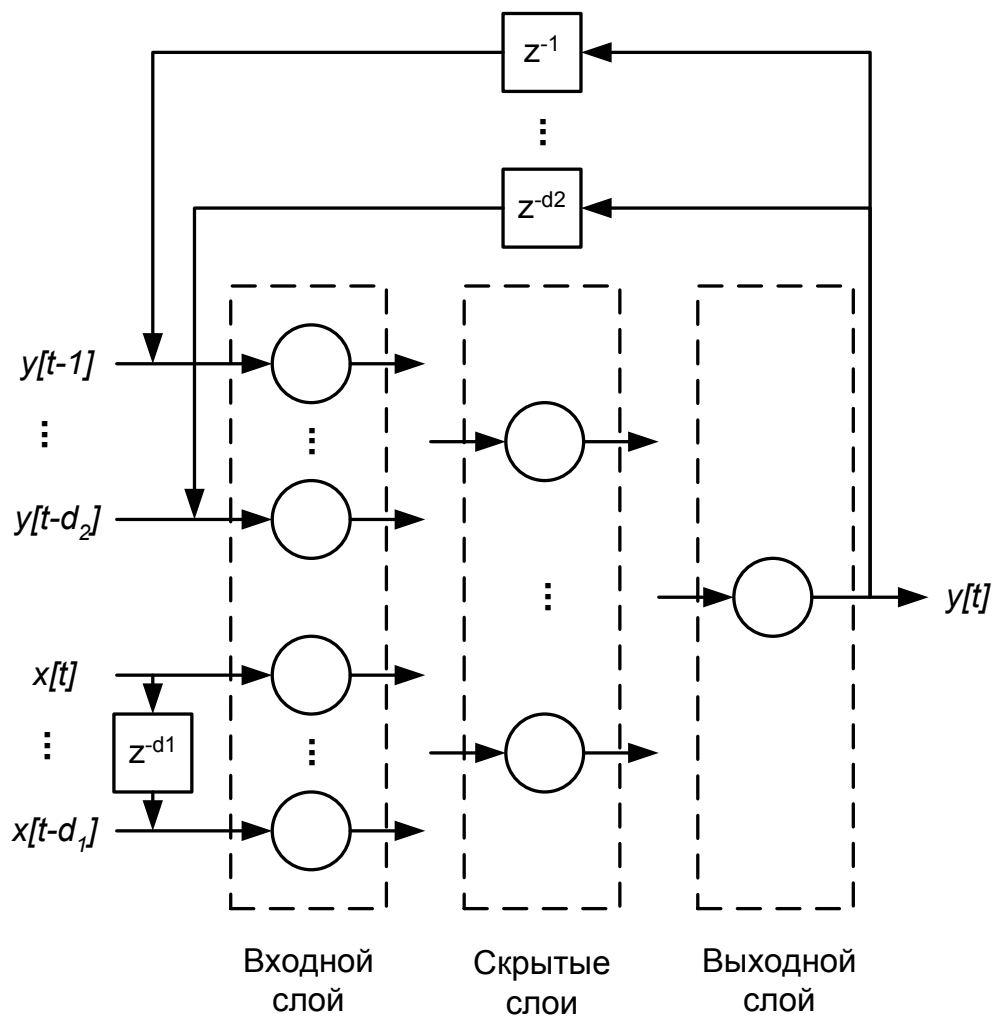 z⁻¹
...
z⁻ᵈ²
y[t-1]
...
...
y[t-d₂]
...
x[t]
y[t]
...
z⁻ᵈ¹
...
x[t-d₁]
Входной
слой
Скрытые
слои
Выходной
слой